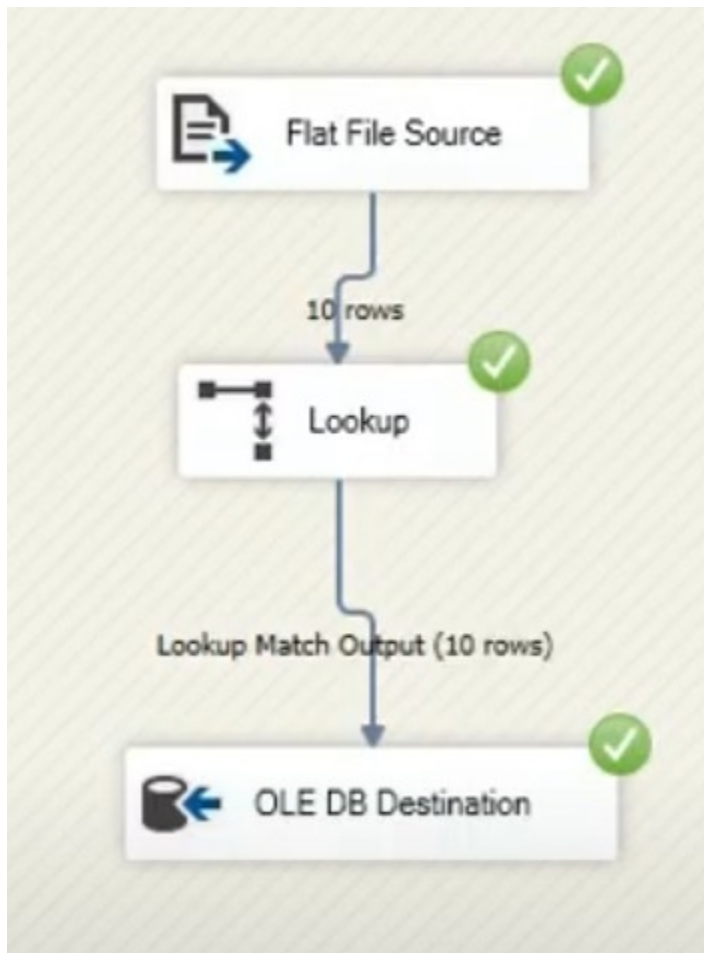 Flat File Source
10 rows
Lookup
Lookup Match Output (10 rows)
OLE DB Destination